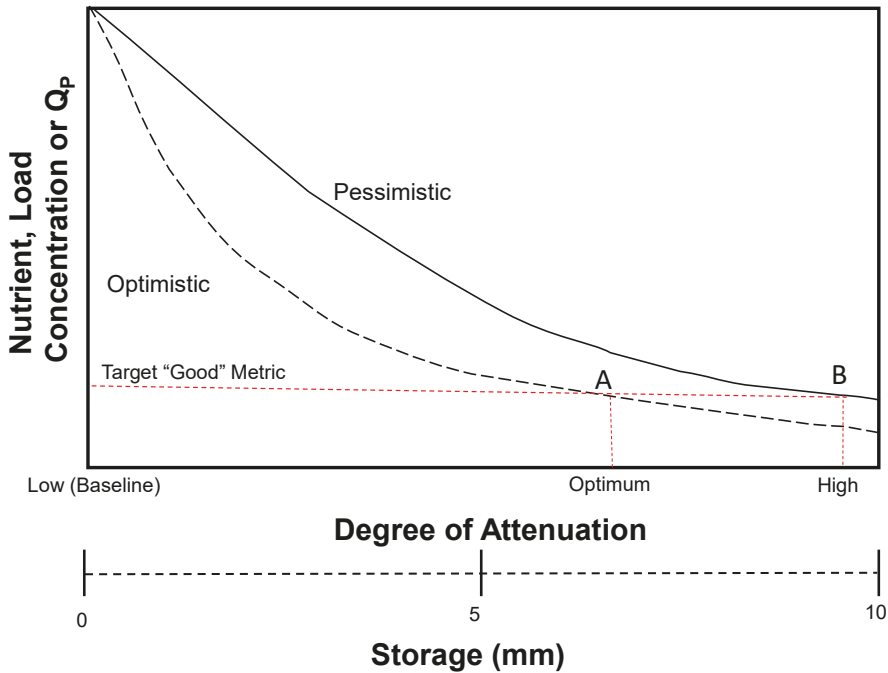 Nutrient, Load
Concentration or QP
Pessimistic
Optimistic
Target “Good” Metric
A
B
Low (Baseline)
Optimum
High
Degree of Attenuation
0
5
10
Storage (mm)